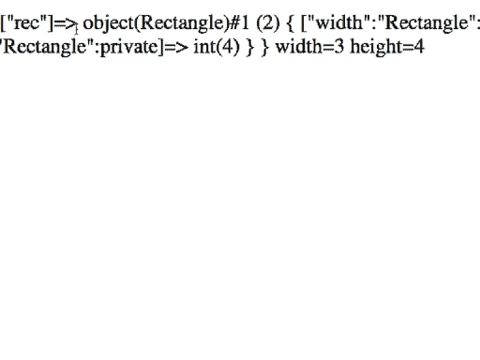 ["rec"]=> object(Rectangle)#1 (2) { ["width":"Rectangle":
"Rectangle":private]=> int(4) } } width=3 height=4